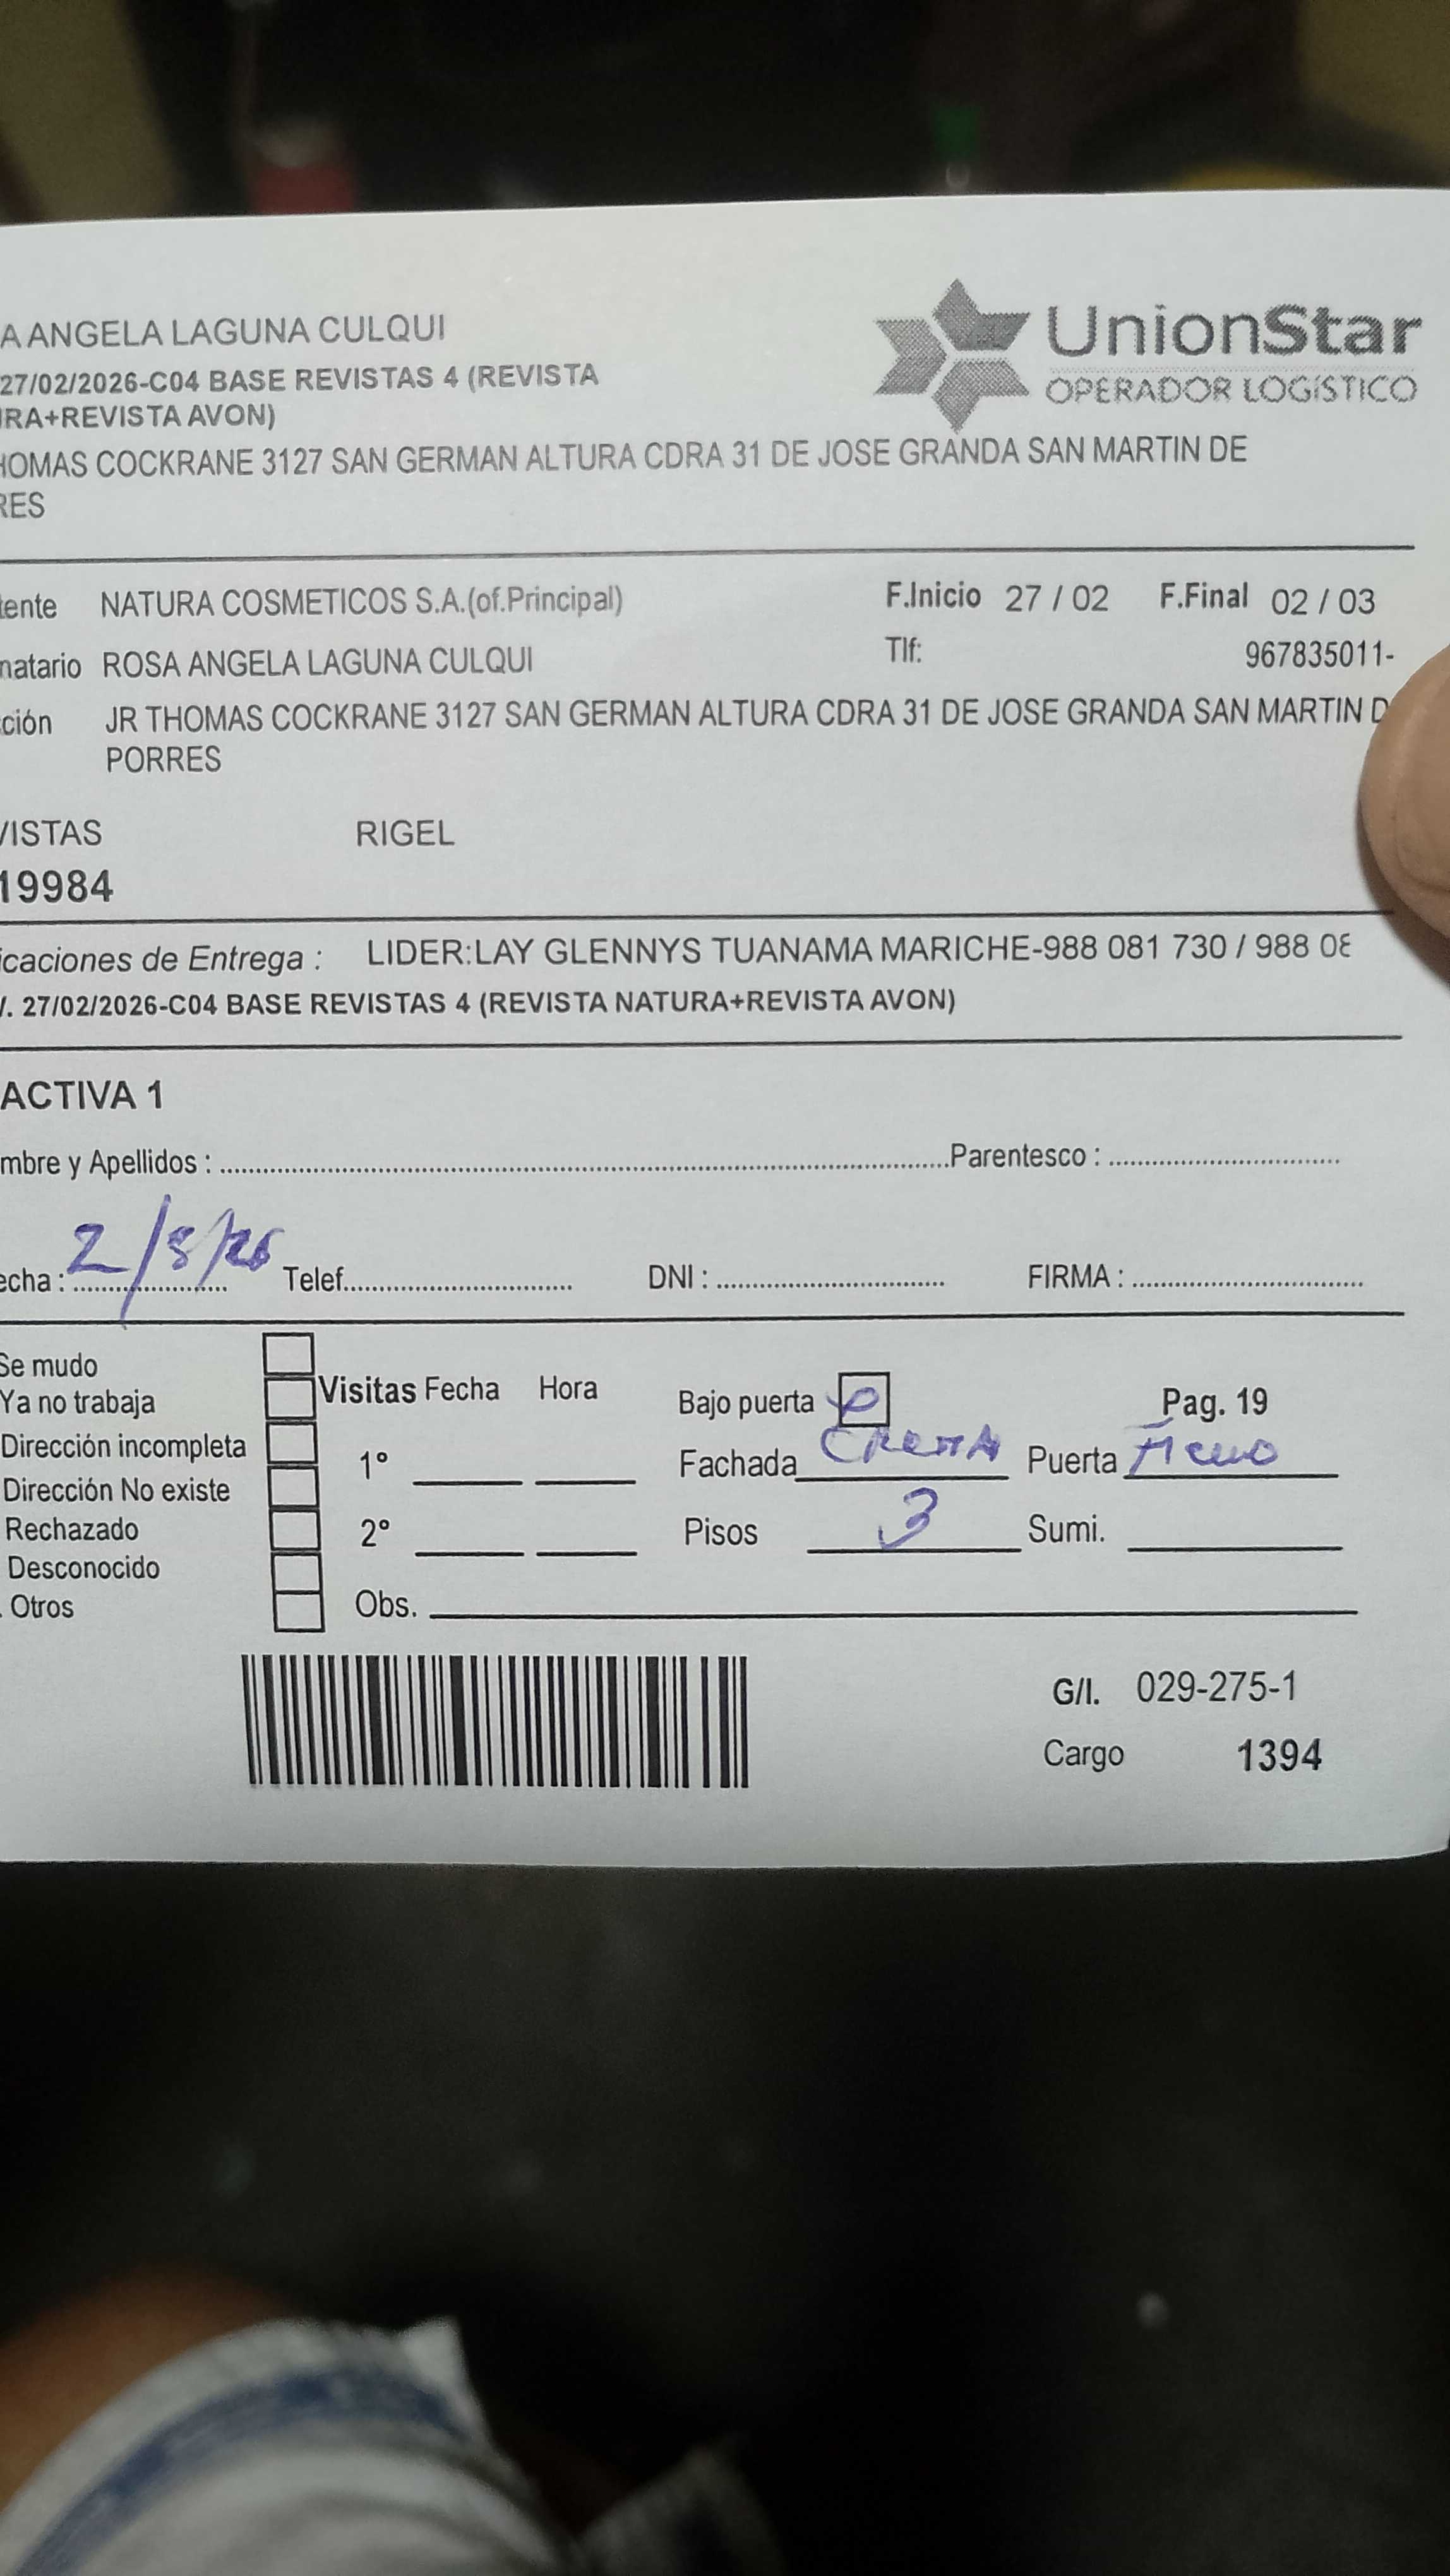 A ANGELA LAGUNA CULQUI
UnionStar
OPERADOR LOGÍSTICO
27/02/2026-C04 BASE REVISTAS 4 (REVISTA
RA+REVISTA AVON)
HOMAS COCKRANE 3127 SAN GERMAN ALTURA CDRA 31 DE JOSE GRANDA SAN MARTIN DE
RES
tente NATURA COSMETICOS S.A.(of.Principal) F.Inicio 27 / 02 F.Final 02 / 03
natario ROSA ANGELA LAGUNA CULQUI Tlf: 967835011-
ción JR THOMAS COCKRANE 3127 SAN GERMAN ALTURA CDRA 31 DE JOSE GRANDA SAN MARTIN D
PORRES
VISTAS RIGEL
19984
icaciones de Entrega : LIDER:LAY GLENNYS TUANAMA MARICHE-988 081 730 / 988 08
/. 27/02/2026-C04 BASE REVISTAS 4 (REVISTA NATURA+REVISTA AVON)
ACTIVA 1
mbre y Apellidos : Parentesco :
echa : 2/3/26 Telef. DNI : FIRMA :
Se mudo
Ya no trabaja Visitas Fecha Hora Bajo puerta Pag. 19
Dirección incompleta 1° Fachada CREMA Puerta
Dirección No existe
Rechazado 2° Pisos 3 Sumi.
Desconocido
. Otros Obs.
G/I. 029-275-1
Cargo 1394